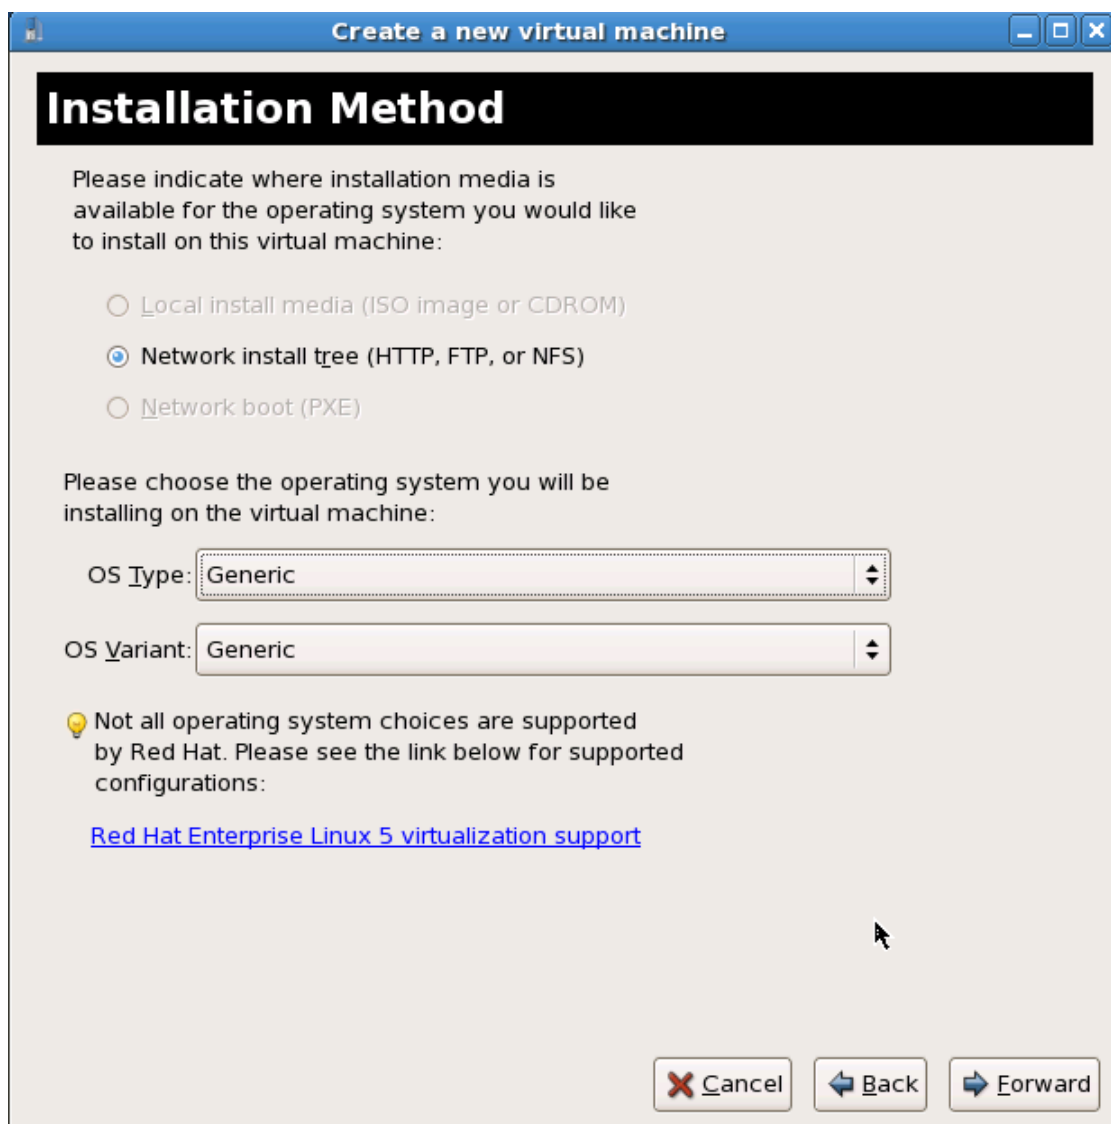 Create a new virtual machine
Installation Method
Please indicate where installation media is
available for the operating system you would like
to install on this virtual machine:
Local install media (ISO image or CDROM)
Network install tree (HTTP, FTP, or NFS)
Network boot (PXE)
Please choose the operating system you will be
installing on the virtual machine:
OS Type: Generic
OS Variant: Generic
Not all operating system choices are supported
by Red Hat. Please see the link below for supported
configurations:
Red Hat Enterprise Linux 5 virtualization support
Cancel Back Forward